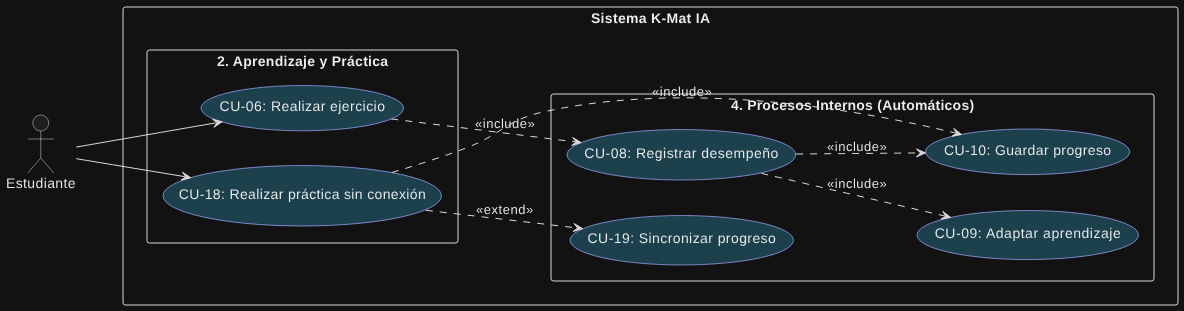 Sistema K-Mat IA
2. Aprendizaje y Práctica
CU-06: Realizar ejercicio
CU-18: Realizar práctica sin conexión
Estudiante
«include»
«include»
«extend»
4. Procesos Internos (Automáticos)
CU-08: Registrar desempeño
«include»
CU-10: Guardar progreso
«include»
CU-19: Sincronizar progreso
CU-09: Adaptar aprendizaje